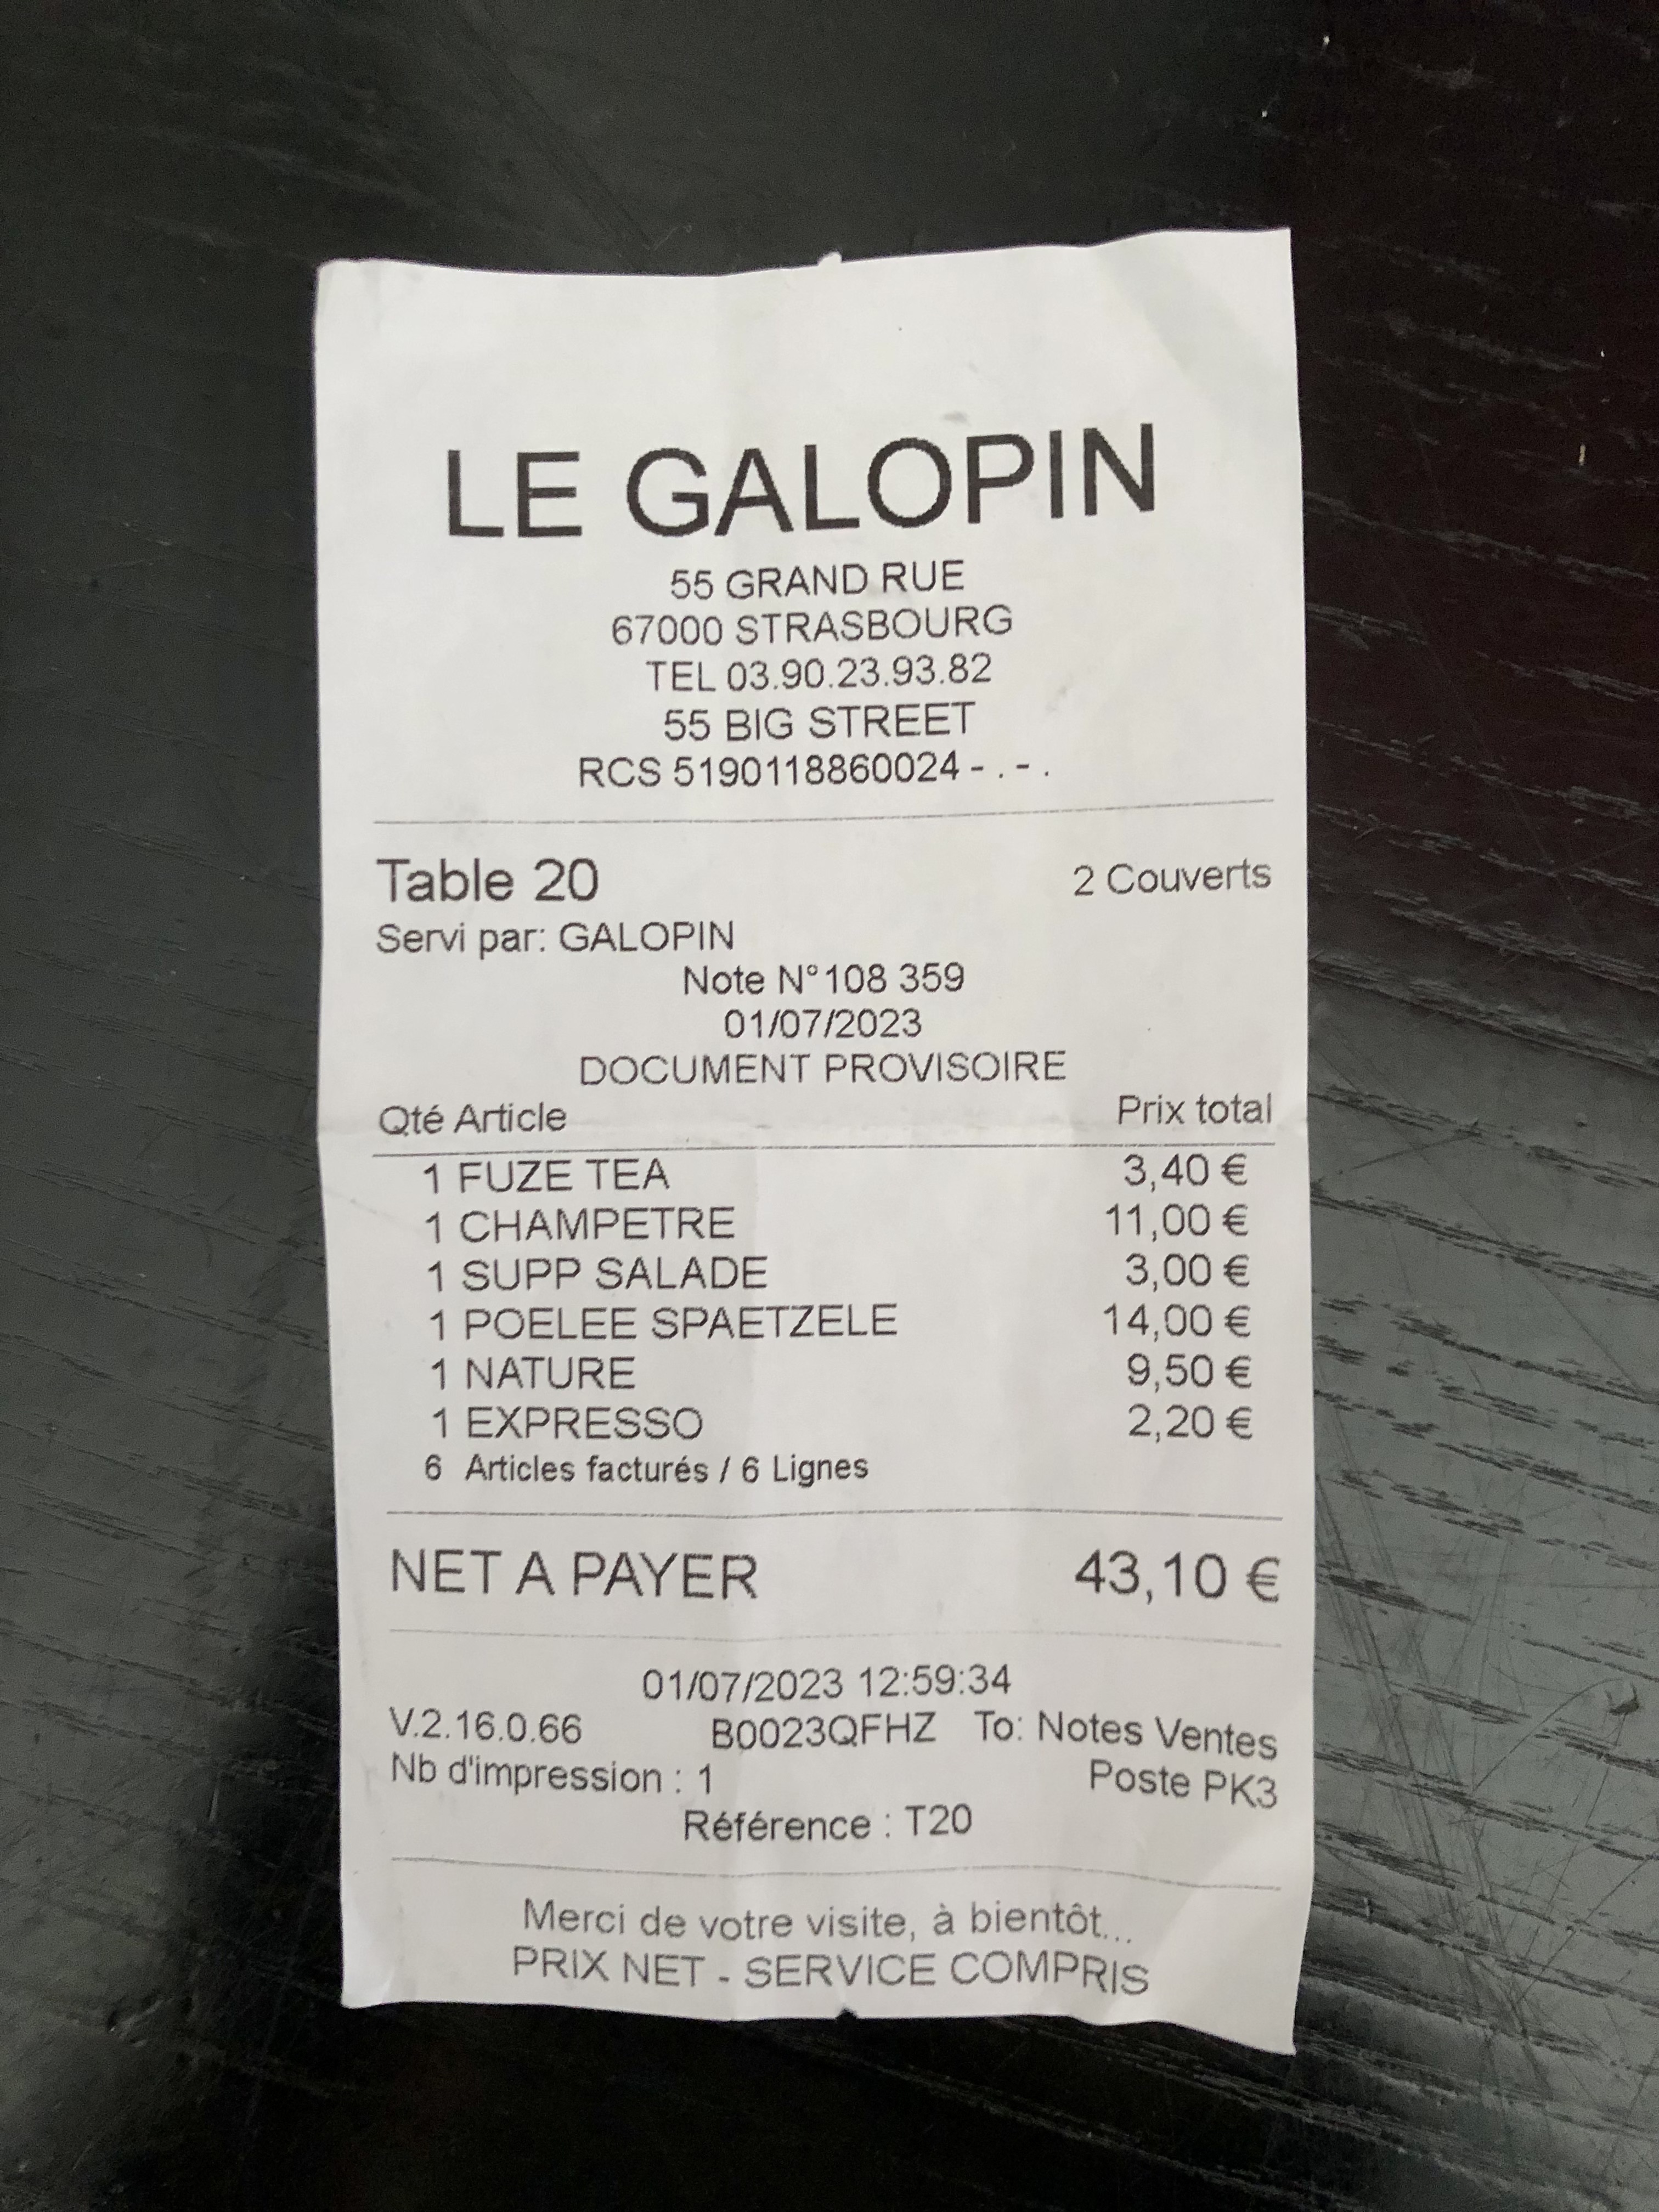 LE GALOPIN
55 GRAND RUE
67000 STRASBOURG
TEL 03.90.23.93.82
55 BIG STREET
RCS 5190118860024 - . - .
Table 20 2 Couverts
Servi par: GALOPIN
Note N°108 359
01/07/2023
DOCUMENT PROVISOIRE
Qté Article Prix total
1 FUZE TEA 3,40 €
1 CHAMPETRE 11,00 €
1 SUPP SALADE 3,00 €
1 POELEE SPAETZELE 14,00 €
1 NATURE 9,50 €
1 EXPRESSO 2,20 €
6 Articles facturés / 6 Lignes
NET A PAYER 43,10 €
01/07/2023 12:59:34
V.2.16.0.66 B0023QFHZ To: Notes Ventes
Nb d'impression : 1 Poste PK3
Référence : T20
Merci de votre visite, à bientôt...
PRIX NET - SERVICE COMPRIS